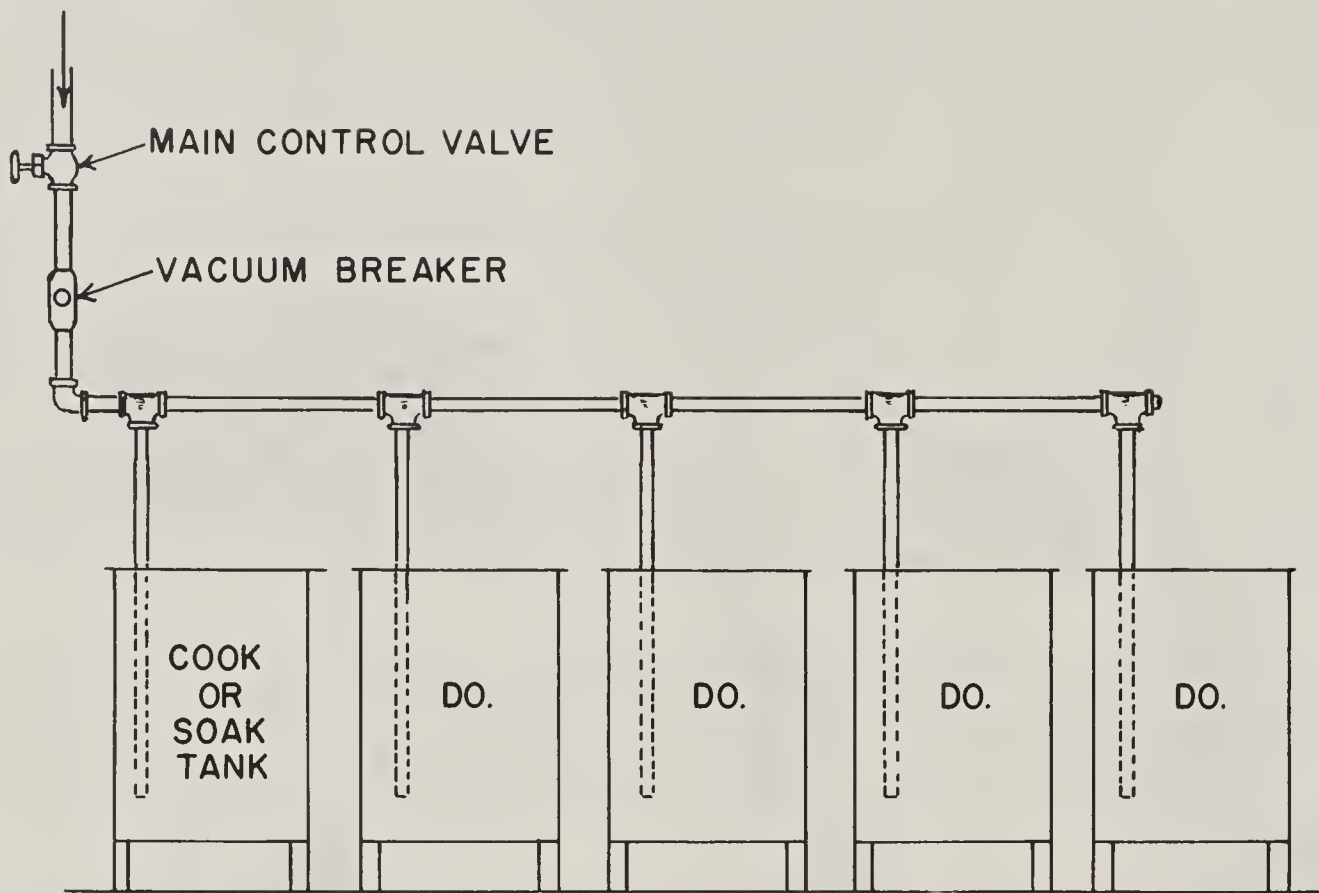 MAIN CONTROL VALVE
VACUUM BREAKER
COOK
OR
SOAK
TANK
DO.
DO.
DO.
DO.